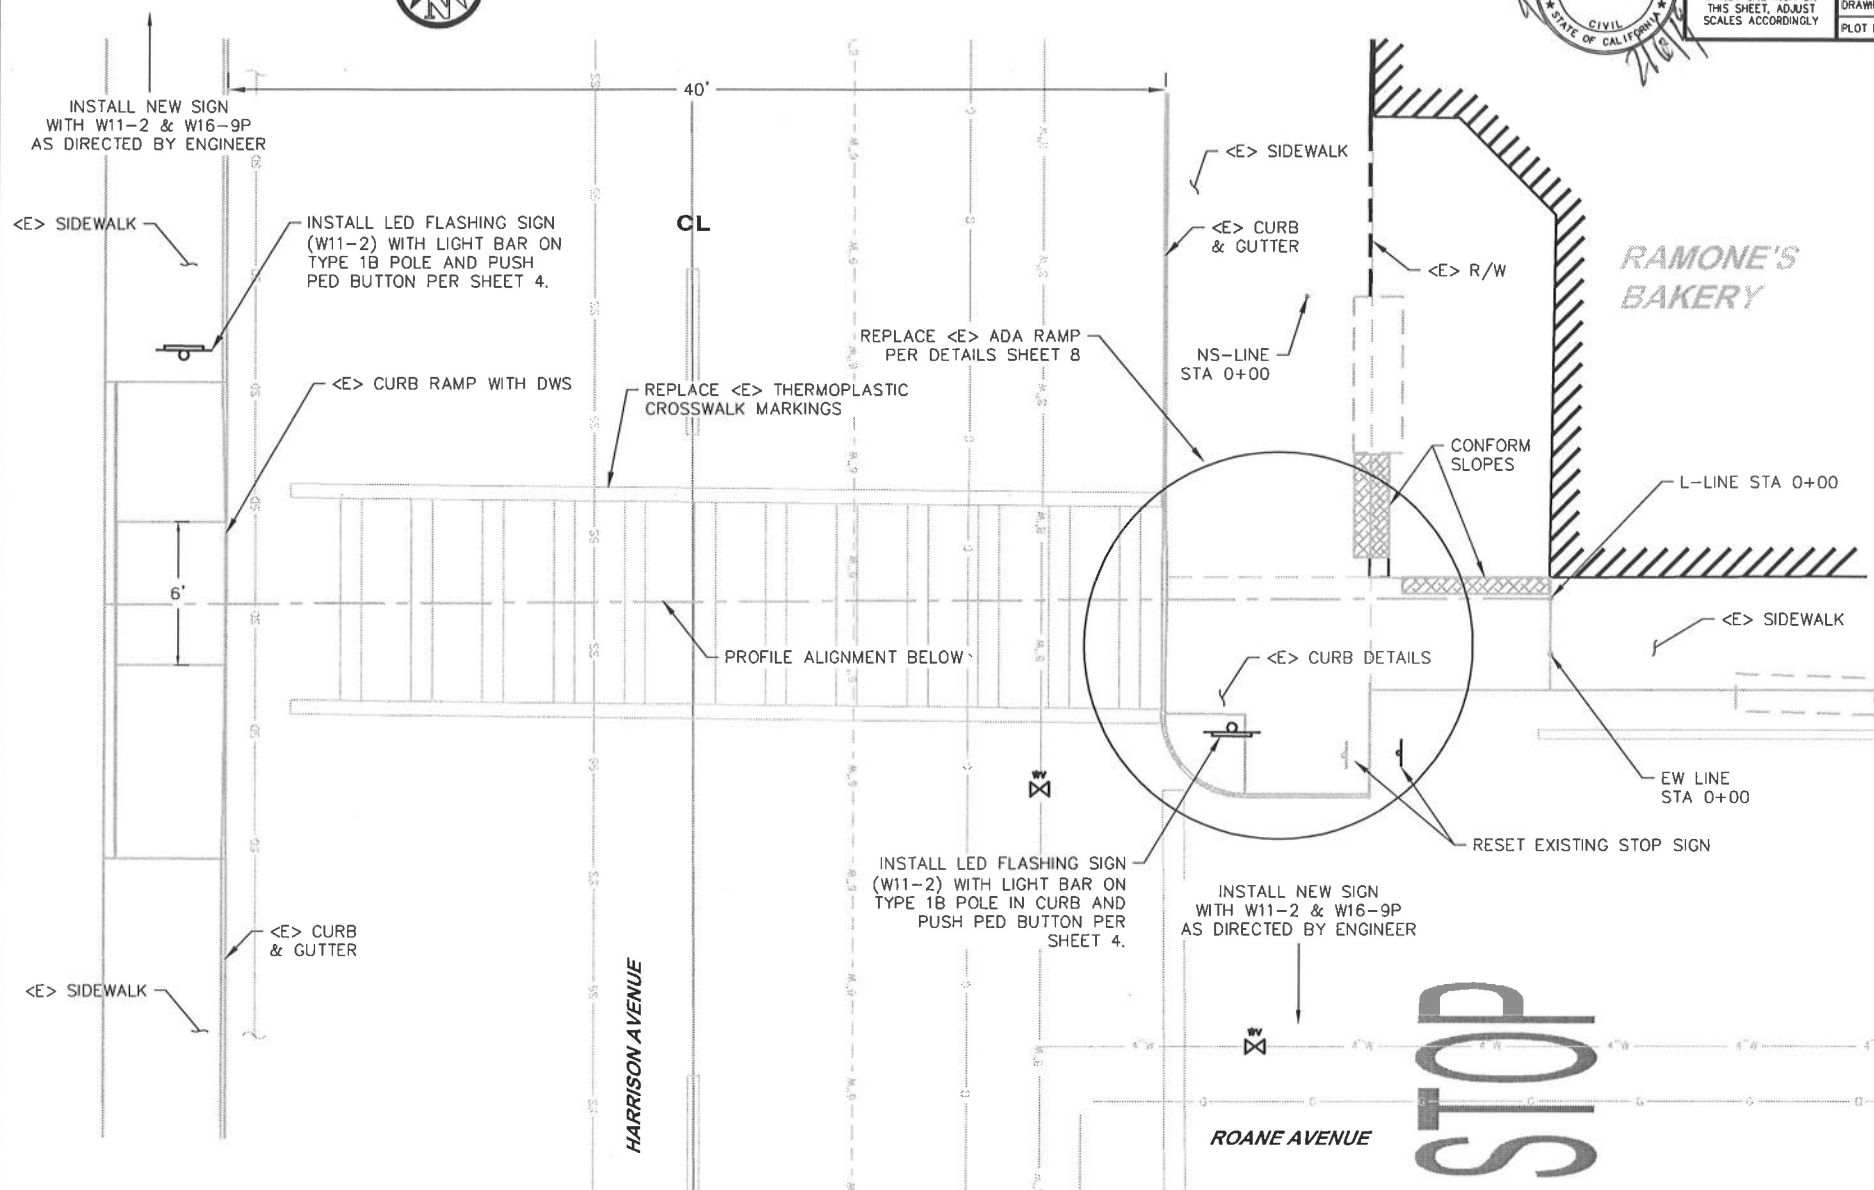 N
CIVIL
STATE OF CALIFORNIA
THIS SHEET, ADJUST
SCALES ACCORDINGLY
INSTALL NEW SIGN
WITH W11-2 & W16-9P
AS DIRECTED BY ENGINEER
40'
<E> SIDEWALK
INSTALL LED FLASHING SIGN
(W11-2) WITH LIGHT BAR ON
TYPE 1B POLE AND PUSH
PED BUTTON PER SHEET 4.
CL
<E> SIDEWALK
<E> CURB
& GUTTER
<E> R/W
RAMONE'S
BAKERY
<E> CURB RAMP WITH DWS
REPLACE <E> THERMOPLASTIC
CROSSWALK MARKINGS
REPLACE <E> ADA RAMP
PER DETAILS SHEET 8
NS-LINE
STA 0+00
CONFORM
SLOPES
L-LINE STA 0+00
6'
PROFILE ALIGNMENT BELOW
<E> CURB DETAILS
<E> SIDEWALK
EW LINE
STA 0+00
WV
RESET EXISTING STOP SIGN
INSTALL LED FLASHING SIGN
(W11-2) WITH LIGHT BAR ON
TYPE 1B POLE IN CURB AND
PUSH PED BUTTON PER
SHEET 4.
INSTALL NEW SIGN
WITH W11-2 & W16-9P
AS DIRECTED BY ENGINEER
<E> CURB
& GUTTER
<E> SIDEWALK
HARRISON AVENUE
WV
4"W 4"W 4"W 4"W 4"W
G G G G G G
STOP
ROANE AVENUE